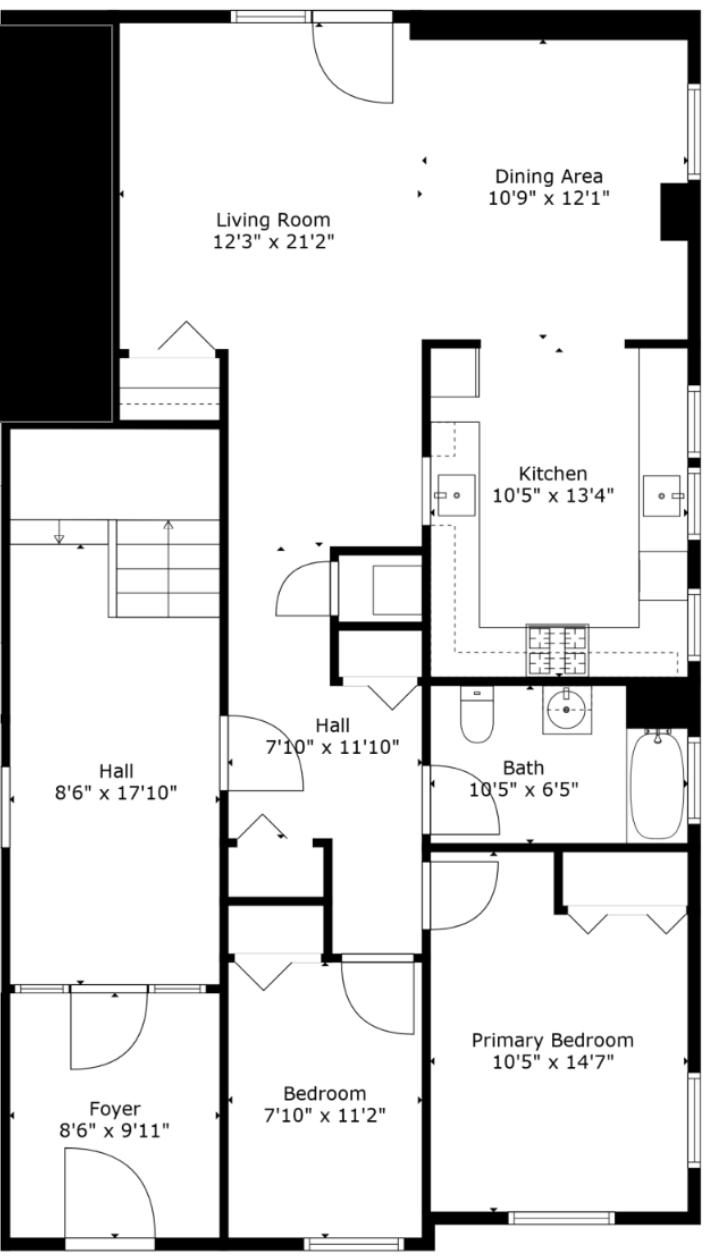 Dining Area
10'9" x 12'1"
Living Room
12'3" x 21'2"
Kitchen
10'5" x 13'4"
Hall
7'10" x 11'10"
Hall
8'6" x 17'10"
Bath
10'5" x 6'5"
Primary Bedroom
10'5" x 14'7"
Bedroom
7'10" x 11'2"
Foyer
8'6" x 9'11"